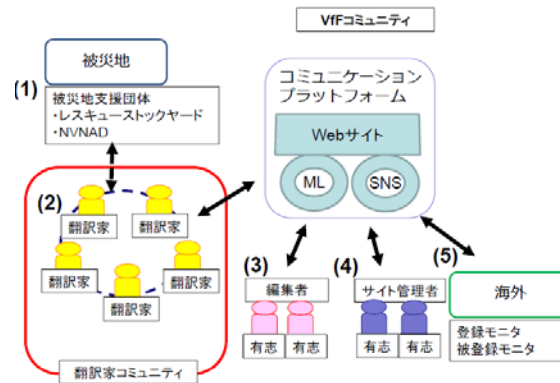 VfFコミュニティ
被災地
(1)
被災地支援団体
・レスキューストックヤード
・NVNAD
コミュニケーション
プラットフォーム
Webサイト
ML
SNS
(2)
翻訳家
翻訳家
翻訳家
翻訳家
翻訳家
翻訳家コミュニティ
(3)
編集者
有志
有志
(4)
サイト管理者
有志
有志
(5)
海外
登録モニタ
被登録モニタ